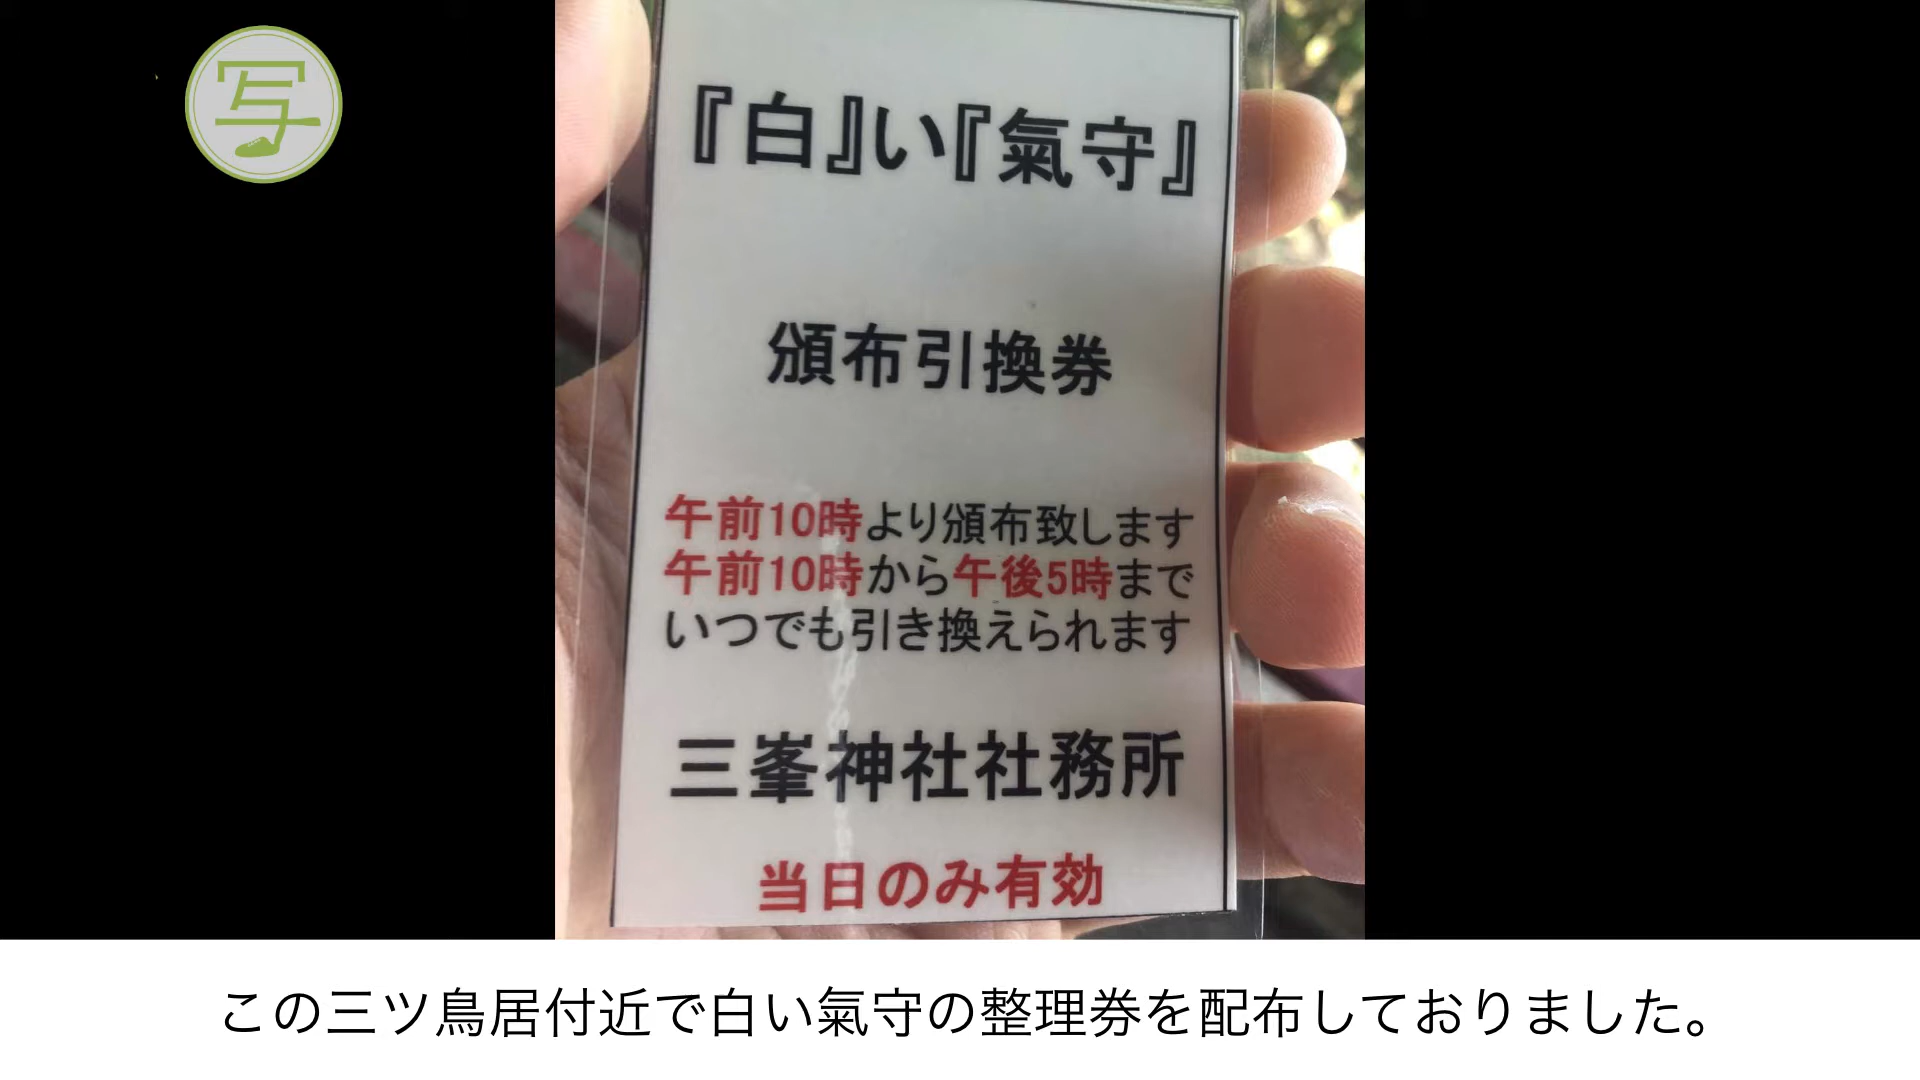 写
『白』い『氣守』
頒布引換券
午前10時より頒布致します
午前10時から午後5時まで
いつでも引き換えられます
三峯神社社務所
当日のみ有効
この三ツ鳥居付近で白い氣守の整理券を配布しておりました。